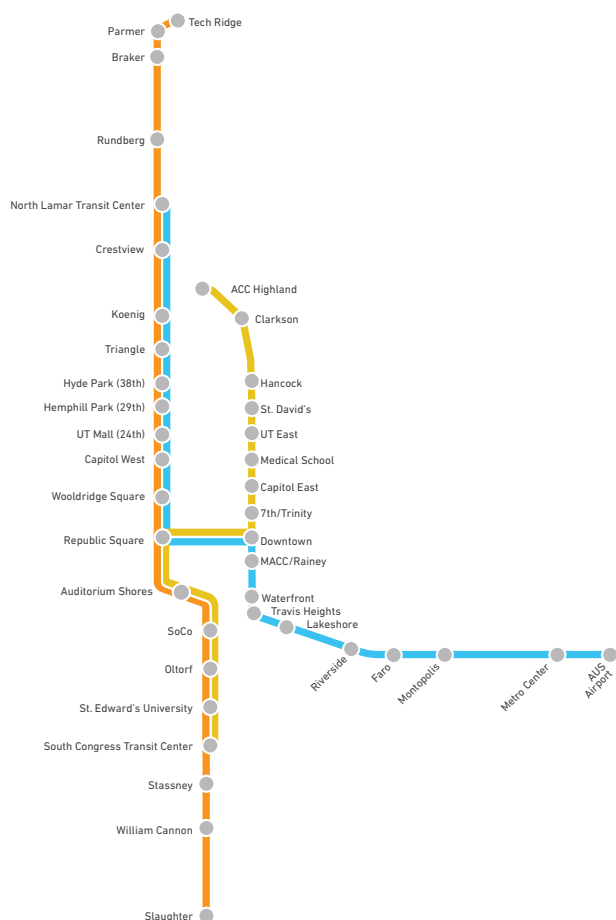 Tech Ridge
Parmer
Braker
Rundberg
North Lamar Transit Center
Crestview
ACC Highland
Koenig
Clarkson
Triangle
Hyde Park (38th)
Hancock
Hemphill Park (29th)
St. David's
UT Mall (24th)
UT East
Capitol West
Medical School
Capitol East
Wooldridge Square
7th/Trinity
Republic Square
Downtown
MACC/Rainey
Auditorium Shores
Waterfront
Travis Heights
Lakeshore
SoCo
Riverside
Faro
Montopolis
Metro Center
AUS
Airport
Oltorf
St. Edward's University
South Congress Transit Center
Stassney
William Cannon
Slaughter